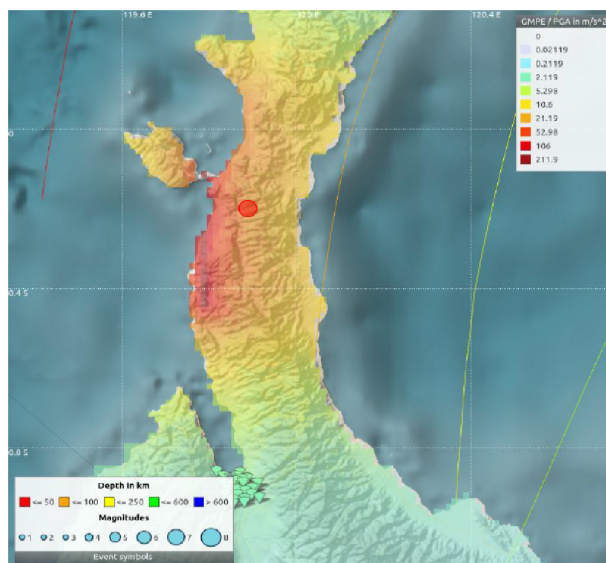 119.6 E
120.4 E
GMPE / PGA in m/s^2
0
0.02119
0.2119
2.119
5.298
10.6
21.19
52.98
106
211.9
0.4 S
0.8 S
Depth in km
<= 50 <= 100 <= 250 <= 600 > 600
Magnitudes
1 2 3 4 5 6 7 8
Event symbols